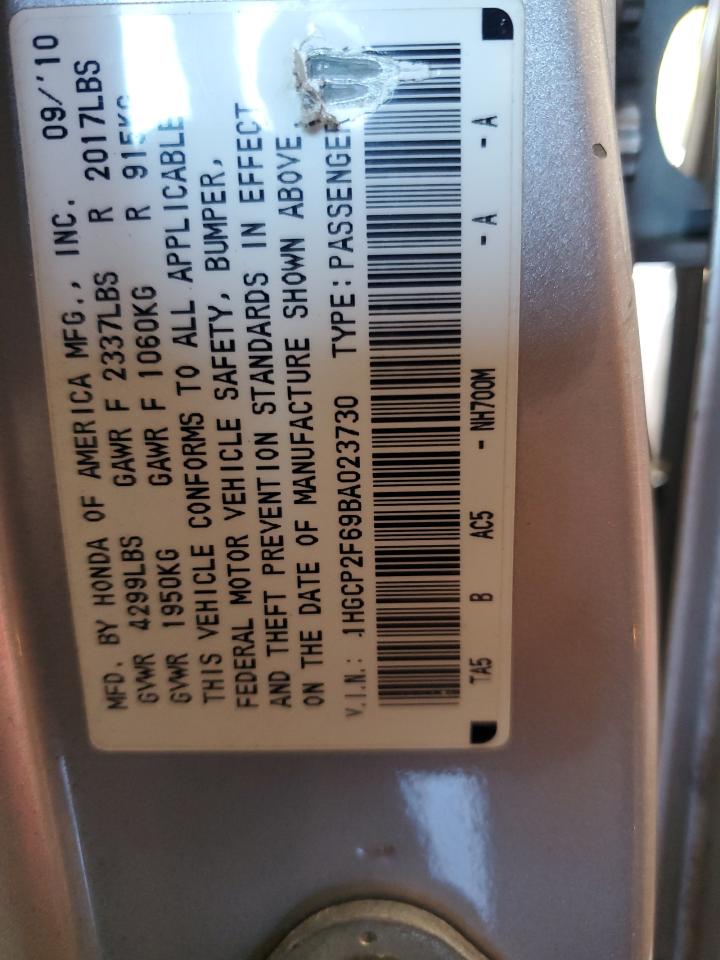 MFD. BY HONDA OF AMERICA MFG., INC. 09/'10
GVWR 4299LBS GAWR F 2337LBS R 2017LBS
GVWR 1950KG GAWR F 1060KG R 915KG
THIS VEHICLE CONFORMS TO ALL APPLICABLE
FEDERAL MOTOR VEHICLE SAFETY, BUMPER,
AND THEFT PREVENTION STANDARDS IN EFFECT
ON THE DATE OF MANUFACTURE SHOWN ABOVE
V.I.N.: 1HGCP2F69BA023730 TYPE: PASSENGER
TA5 B AC5 - NH700M - A - A